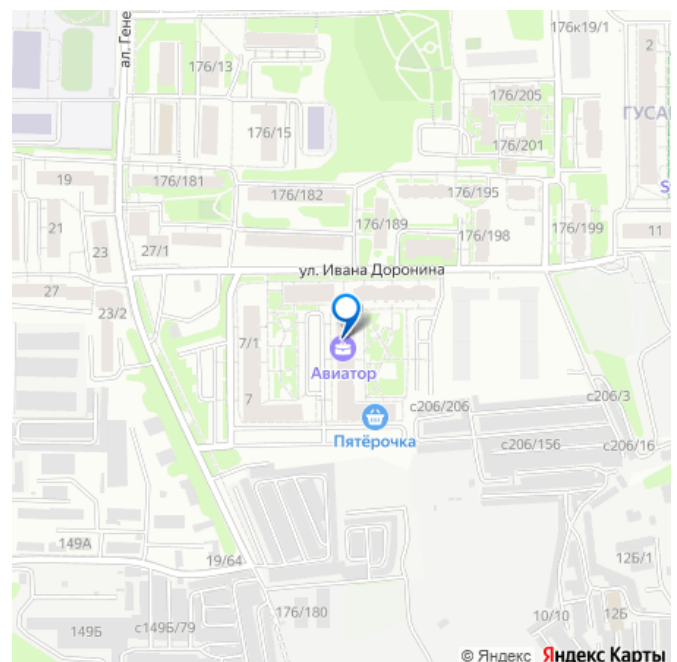 176к19/1
ал. Гене
2
176/13
176/205
ГУСА
176/15
176/201
19
176/181
176/182
176/195
S
21
176/189
176/198
176/199
11
23
27/1
ул. Ивана Доронина
27
23/2
7/1
Авиатор
7
с206/206
с206/3
Пятёрочка
с206/156
с206/16
149А
19/64
12Б/1
176/180
149Б
с149Б/79
10/10
12Б
© Яндекс Яндекс Карты